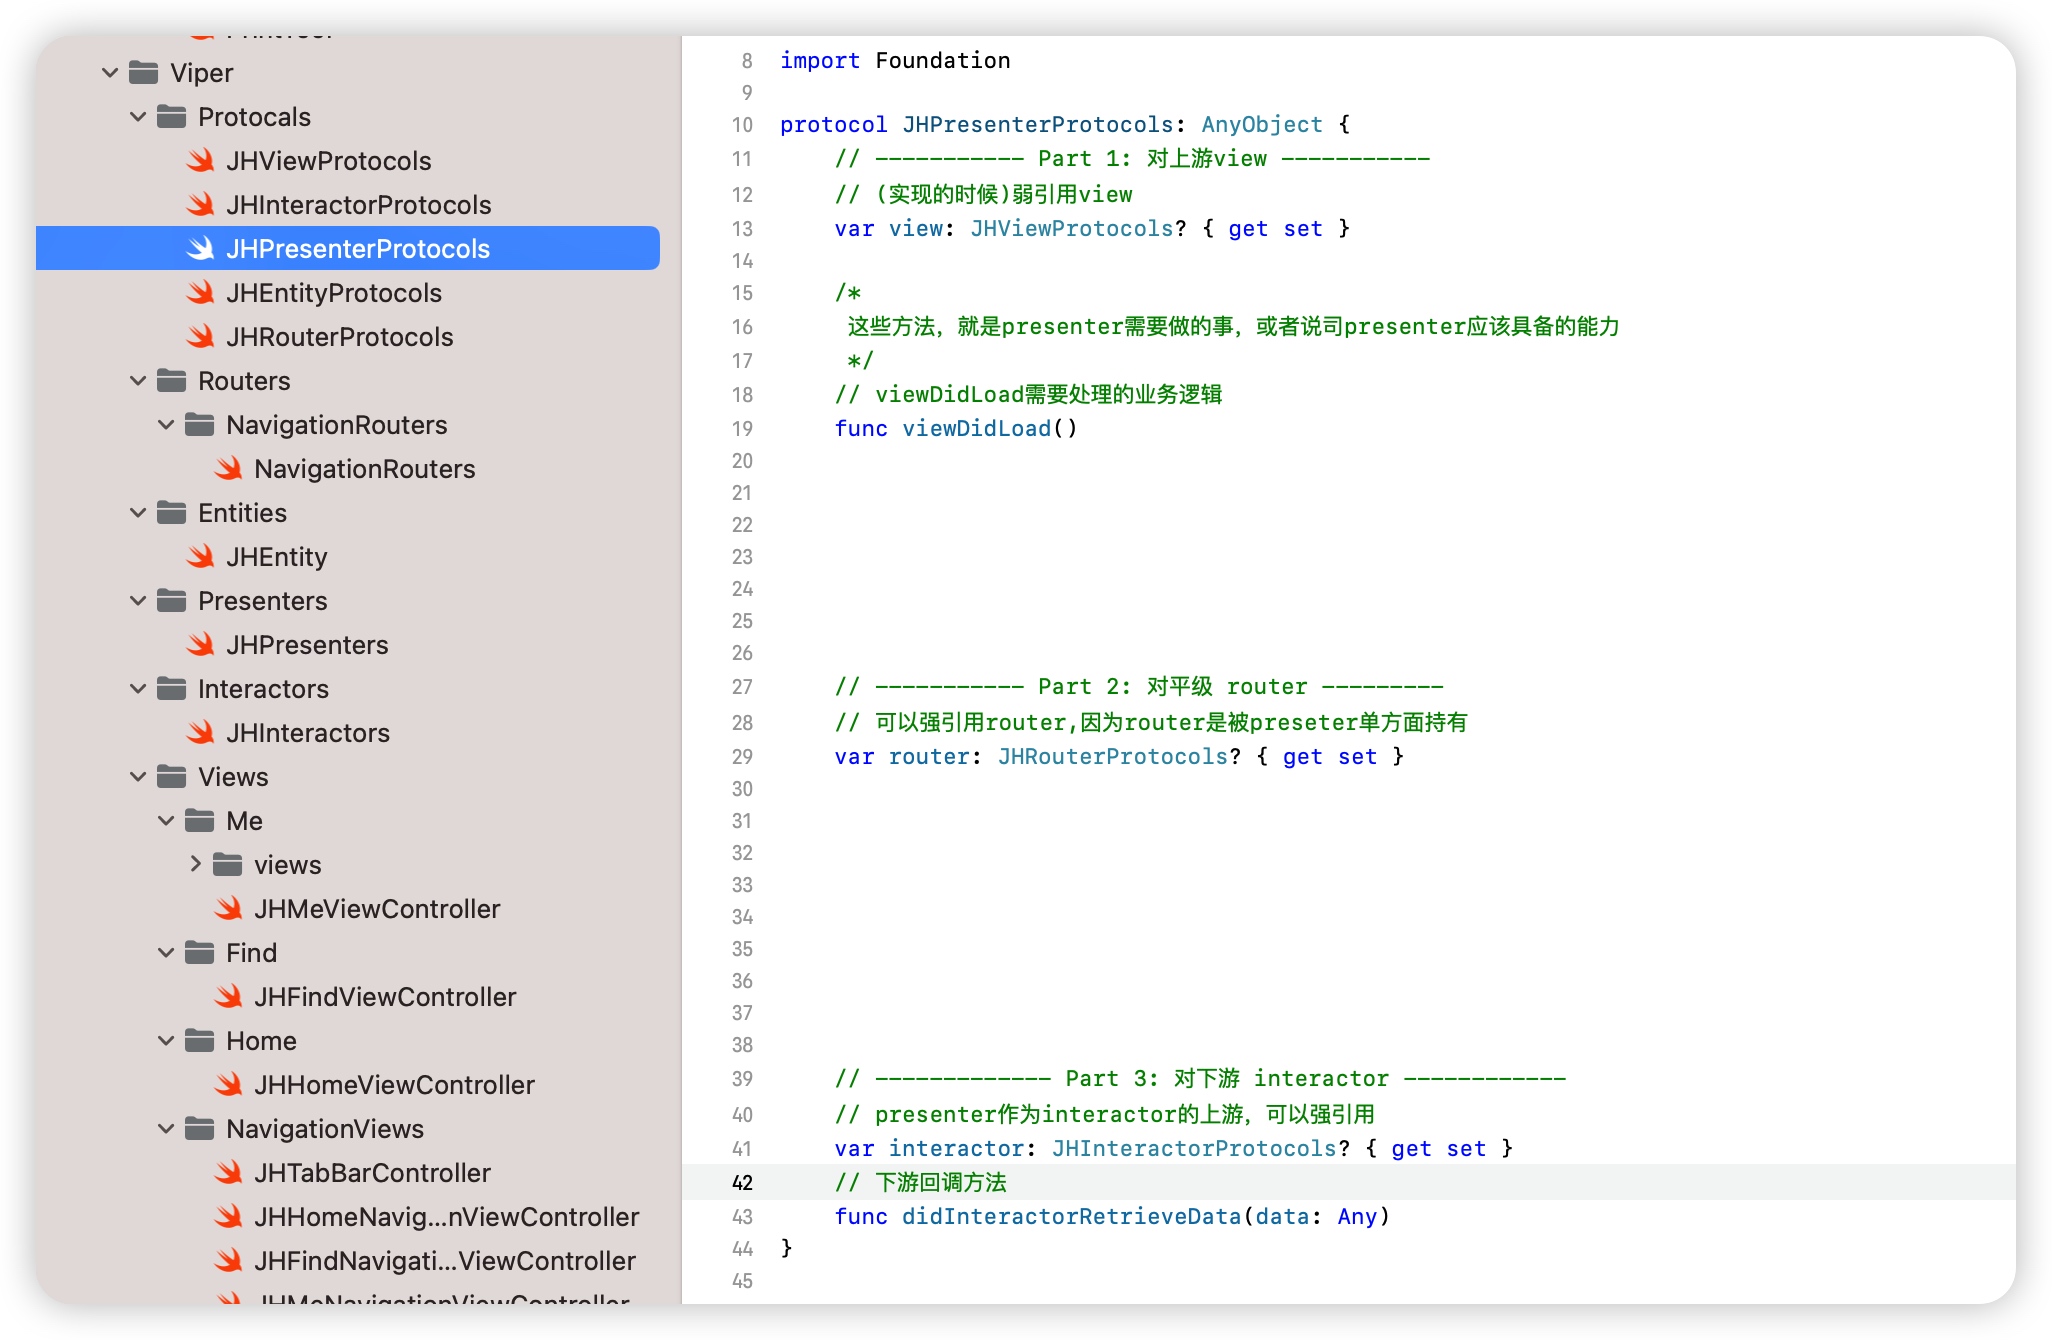 Viper
Protocals
JHViewProtocols
JHInteractorProtocols
JHPresenterProtocols
JHEntityProtocols
JHRouterProtocols
Routers
NavigationRouters
NavigationRouters
Entities
JHEntity
Presenters
JHPresenters
Interactors
JHInteractors
Views
Me
views
JHMeViewController
Find
JHFindViewController
Home
JHHomeViewController
NavigationViews
JHTabBarController
JHHomeNavig...nViewController
JHFindNavigati...ViewController
JHMeNavigationViewController
8 import Foundation
9
10 protocol JHPresenterProtocols: AnyObject {
11 // ----------- Part 1: 对上游view -----------
12 // (实现的时候)弱引用view
13 var view: JHViewProtocols? { get set }
14
15 /*
16 这些方法，就是presenter需要做的事，或者说司presenter应该具备的能力
17 */
18 // viewDidLoad需要处理的业务逻辑
19 func viewDidLoad()
20
21
22
23
24
25
26
27 // ----------- Part 2: 对平级 router ---------
28 // 可以强引用router,因为router是被preseter单方面持有
29 var router: JHRouterProtocols? { get set }
30
31
32
33
34
35
36
37
38
39 // ------------- Part 3: 对下游 interactor ------------
40 // presenter作为interactor的上游，可以强引用
41 var interactor: JHInteractorProtocols? { get set }
42 // 下游回调方法
43 func didInteractorRetrieveData(data: Any)
44 }
45